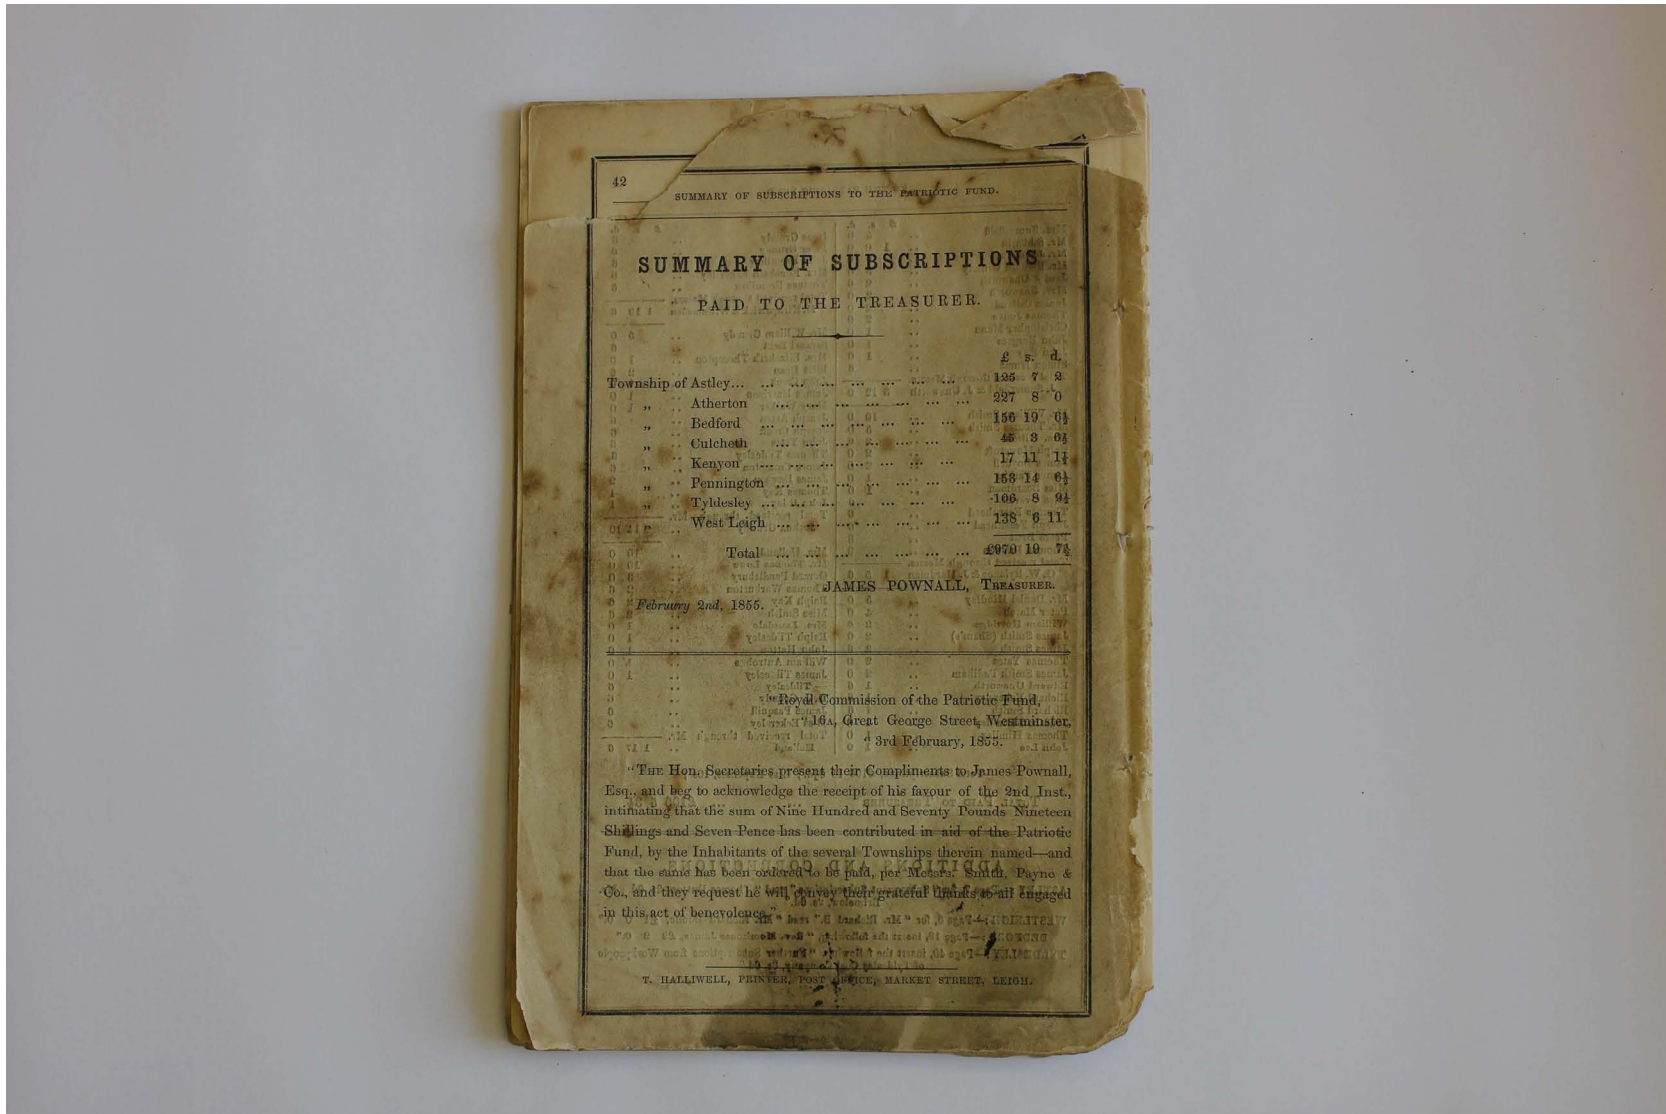 42
SUMMARY OF SUBSCRIPTIONS TO THE PATRIOTIC FUND.
SUMMARY OF SUBSCRIPTIONS
PAID TO THE TREASURER.
£ s. d.
Township of Astley... ... ... ... ... ... ... ... 125 7 2
„ Atherton ... ... ... ... ... ... ... 227 8 0
„ Bedford ... ... ... ... ... ... ... 156 19 6½
„ Culcheth ... ... ... ... ... ... ... 45 3 6½
„ Kenyon ... ... ... ... ... ... ... 17 11 1½
„ Pennington ... ... ... ... ... ... ... 153 14 6½
„ Tyldesley ... ... ... ... ... ... ... 106 8 9½
„ West Leigh ... ... ... ... ... ... ... 138 6 11
Total ... ... ... ... ... ... ... £970 19 7½
JAMES POWNALL, TREASURER.
February 2nd, 1855.
"Royal Commission of the Patriotic Fund,
"16A, Great George Street, Westminster,
"3rd February, 1855.
"THE Hon. Secretaries present their Compliments to James Pownall,
Esq., and beg to acknowledge the receipt of his favour of the 2nd Inst.,
intimating that the sum of Nine Hundred and Seventy Pounds Nineteen
Shillings and Seven Pence has been contributed in aid of the Patriotic
Fund, by the Inhabitants of the several Townships therein named—and
that the same has been ordered to be paid, per Messrs. Smith, Payne &
Co., and they request he will convey their grateful thanks to all engaged
in this act of benevolence."
T. HALLIWELL, PRINTER, POST OFFICE, MARKET STREET, LEIGH.